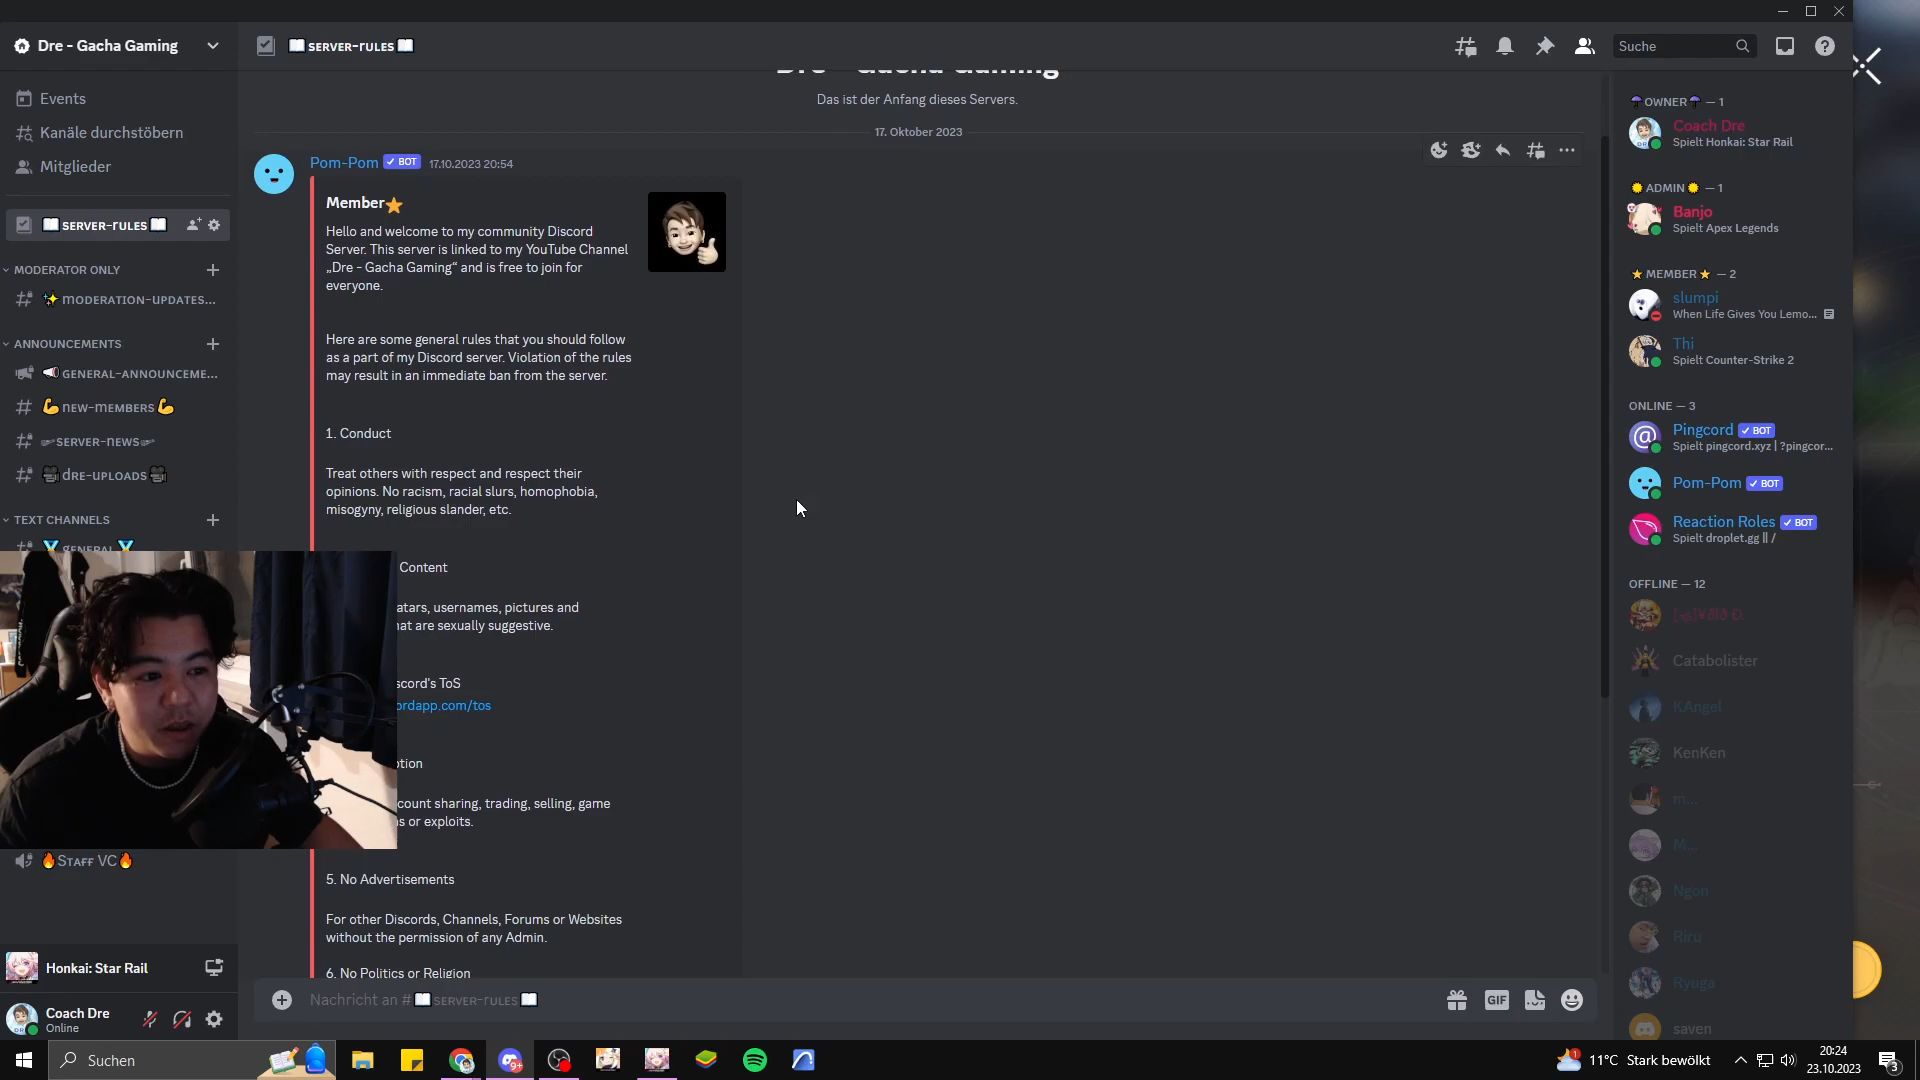 Dre - Gacha Gaming
Events
Kanäle durchstöbern
Mitglieder
SERVER-rULES
MODERATOR ONLY
MODERATION-UPDATES...
ANNOUNCEMENTS
GENERAL-ANNOUNCEME...
NEW-MEMBERS
SERVER-NEWS
DRE-UPLOADS
TEXT CHANNELS
GENERAL
STAFF VC
Honkai: Star Rail
Coach Dre
Online
SERVER-rULES
Suche
Dre - Gacha Gaming
Das ist der Anfang dieses Servers.
17. Oktober 2023
Pom-Pom BOT 17.10.2023 20:54
Member
Hello and welcome to my community Discord
Server. This server is linked to my YouTube Channel
„Dre - Gacha Gaming“ and is free to join for
everyone.
Here are some general rules that you should follow
as a part of my Discord server. Violation of the rules
may result in an immediate ban from the server.
1. Conduct
Treat others with respect and respect their
opinions. No racism, racial slurs, homophobia,
misogyny, religious slander, etc.
Content
atars, usernames, pictures and
hat are sexually suggestive.
scord's ToS
ordapp.com/tos
otion
count sharing, trading, selling, game
s or exploits.
5. No Advertisements
For other Discords, Channels, Forums or Websites
without the permission of any Admin.
6. No Politics or Religion
Nachricht an # SERVER-rULES
GIF
OWNER — 1
Coach Dre
Spielt Honkai: Star Rail
ADMIN — 1
Banjo
Spielt Apex Legends
MEMBER — 2
slumpi
When Life Gives You Lemo...
Thi
Spielt Counter-Strike 2
ONLINE — 3
Pingcord BOT
Spielt pingcord.xyz | ?pingcor...
Pom-Pom BOT
Reaction Roles BOT
Spielt droplet.gg || /
OFFLINE — 12
Catabolister
KAngel
KenKen
m...
M...
Ngon
Riru
Ryuga
saven
Suchen
9+
1
11°C Stark bewölkt
20:24
23.10.2023
3